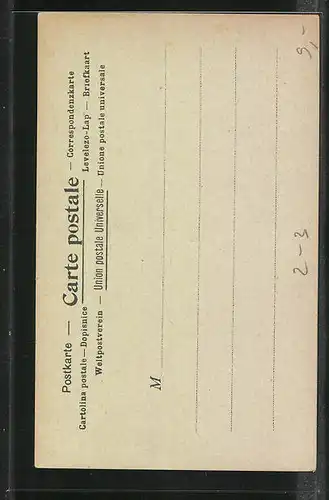 Postkarte — Carte postale — Correspondenzkarte
Cartolina postale — Dopisnice Levelezo-Lap — Briefkaart
Weltpostverein — Union postale Universelle — Unione postale universale
M
2-3
9,-